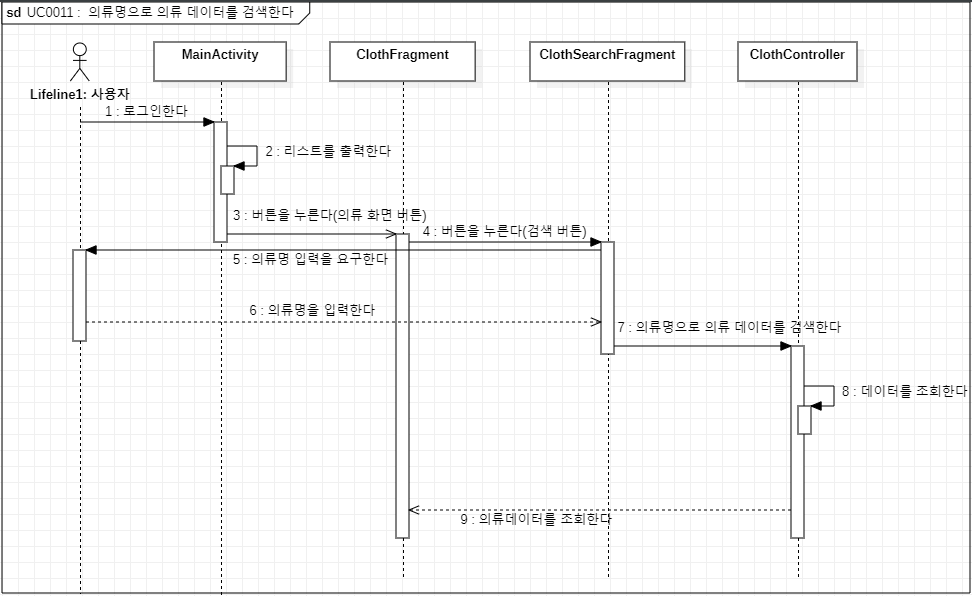 sd UC0011 : 의류명으로 의류 데이터를 검색한다
MainActivity
ClothFragment
ClothSearchFragment
ClothController
Lifeline1: 사용자
1 : 로그인한다
2 : 리스트를 출력한다
3 : 버튼을 누른다(의류 화면 버튼)
4 : 버튼을 누른다(검색 버튼)
5 : 의류명 입력을 요구한다
6 : 의류명을 입력한다
7 : 의류명으로 의류 데이터를 검색한다
8 : 데이터를 조회한다
9 : 의류데이터를 조회한다